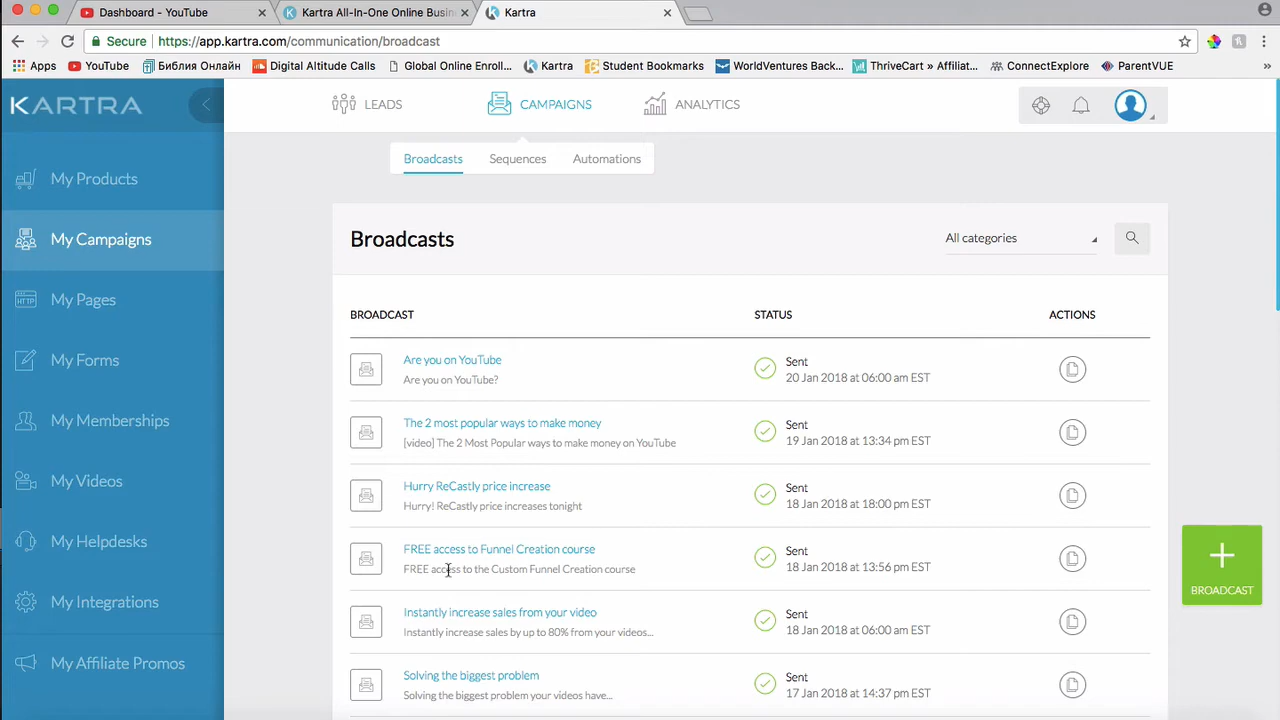 Dashboard - YouTube
Kartra All-In-One Online Busin
Kartra
Secure https://app.kartra.com/communication/broadcast
Apps YouTube Библия Онлайн Digital Altitude Calls Global Online Enroll... Kartra Student Bookmarks WorldVentures Back... ThriveCart » Affiliat... ConnectExplore ParentVUE »
KARTRA
LEADS CAMPAIGNS ANALYTICS
Broadcasts Sequences Automations
My Products
My Campaigns
My Pages
HTTP
My Forms
My Memberships
My Videos
My Helpdesks
My Integrations
My Affiliate Promos
Broadcasts
All categories
BROADCAST STATUS ACTIONS
Are you on YouTube Sent
Are you on YouTube? 20 Jan 2018 at 06:00 am EST
The 2 most popular ways to make money Sent
[video] The 2 Most Popular ways to make money on YouTube 19 Jan 2018 at 13:34 pm EST
Hurry ReCastly price increase Sent
Hurry! ReCastly price increases tonight 18 Jan 2018 at 18:00 pm EST
FREE access to Funnel Creation course Sent
FREE access to the Custom Funnel Creation course 18 Jan 2018 at 13:56 pm EST
Instantly increase sales from your video Sent
Instantly increase sales by up to 80% from your videos... 18 Jan 2018 at 06:00 am EST
Solving the biggest problem Sent
Solving the biggest problem your videos have... 17 Jan 2018 at 14:37 pm EST
+
BROADCAST